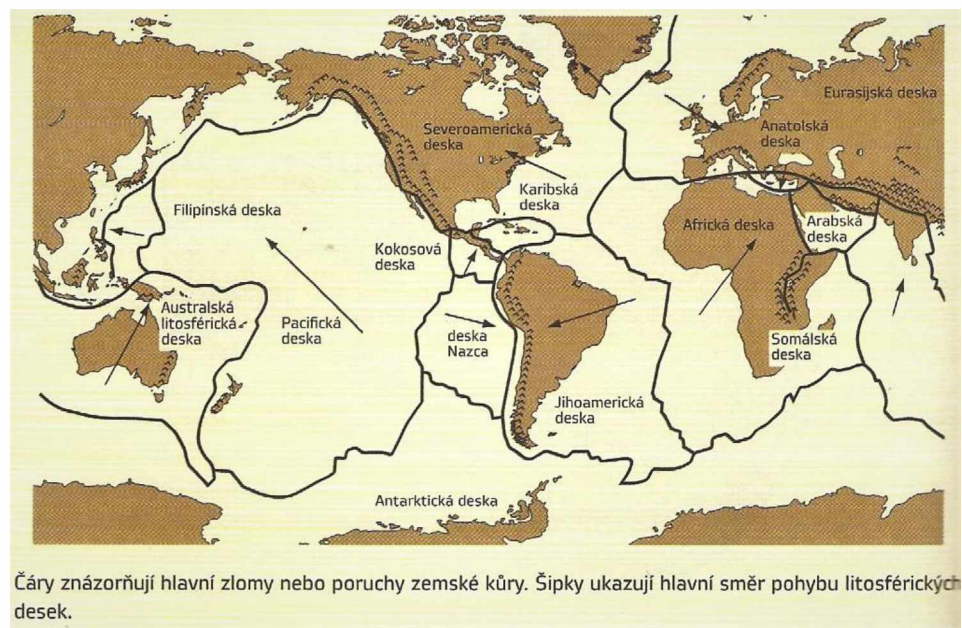 Eurasijská deska
Severoamerická
deska
Anatolská
deska
Karibská
deska
Filipínská deska
Africká deska
Arabská
deska
Kokosová
deska
Australská
litosférická
deska
Pacifická
deska
deska
Nazca
Somálská
deska
Jihoamerická
deska
Antarktická deska
Čáry znázorňují hlavní zlomy nebo poruchy zemské kůry. Šipky ukazují hlavní směr pohybu litosférických
desek.